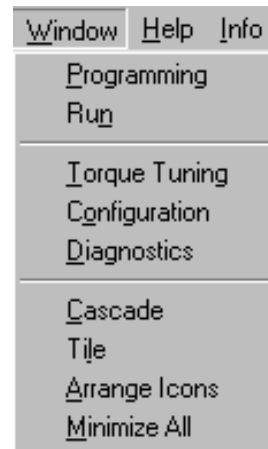 Window Help Info
Programming
Run
Torque Tuning
Configuration
Diagnostics
Cascade
Tile
Arrange Icons
Minimize All